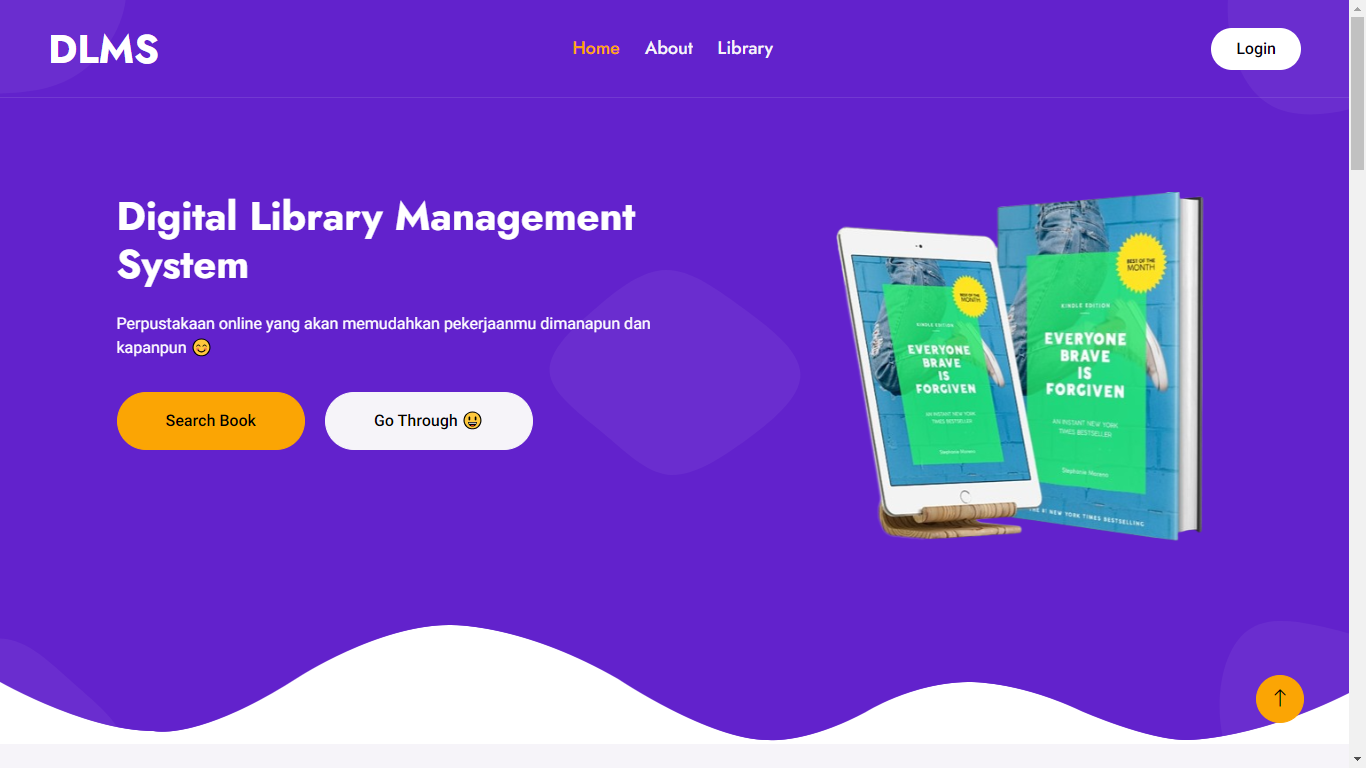 DLMS
Home About Library
Login
Digital Library Management
System
Perpustakaan online yang akan memudahkan pekerjaanmu dimanapun dan
kapanpun 😊
Search Book
Go Through 😃
BEST OF THE
MONTH
KINDLE EDITION
EVERYONE
BRAVE
IS
FORGIVEN
AN INSTANT NEW YORK
TIMES BESTSELLER
Stephanie Moreno
BEST OF THE
MONTH
KINDLE EDITION
EVERYONE
BRAVE
IS
FORGIVEN
AN INSTANT NEW YORK
TIMES BESTSELLER
Stephanie Moreno
#1 NEW YORK TIMES BESTSELLING